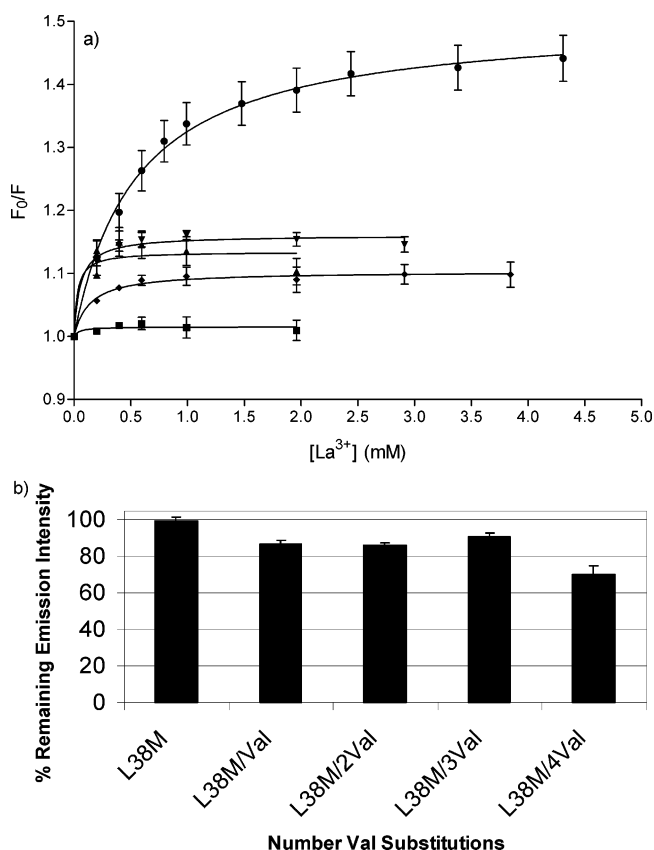 a)
F0/F
1.5
1.4
1.3
1.2
1.1
1.0
0.9
0.0 0.5 1.0 1.5 2.0 2.5 3.0 3.5 4.0 4.5 5.0
[La3+] (mM)
b)
% Remaining Emission Intensity
100
80
60
40
20
0
L38M
L38M/Val
L38M/2Val
L38M/3Val
L38M/4Val
Number Val Substitutions